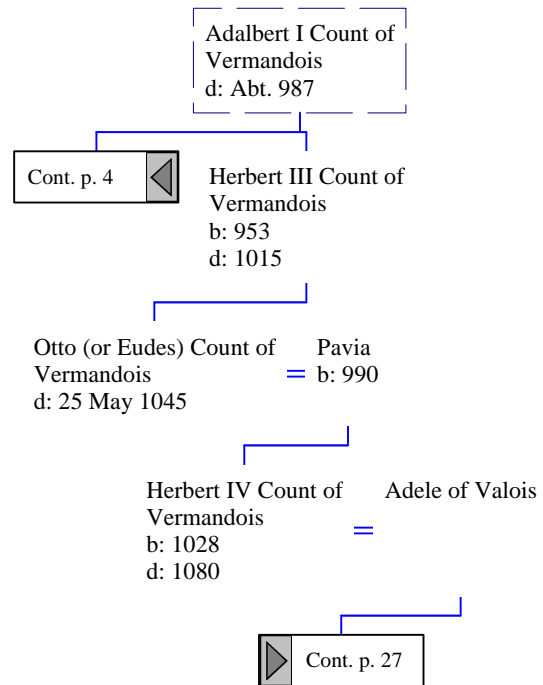 Adalbert I Count of
Vermandois
d: Abt. 987
Cont. p. 4
Herbert III Count of
Vermandois
b: 953
d: 1015
Otto (or Eudes) Count of
Vermandois
d: 25 May 1045
=
Pavia
b: 990
Herbert IV Count of
Vermandois
b: 1028
d: 1080
=
Adele of Valois
Cont. p. 27